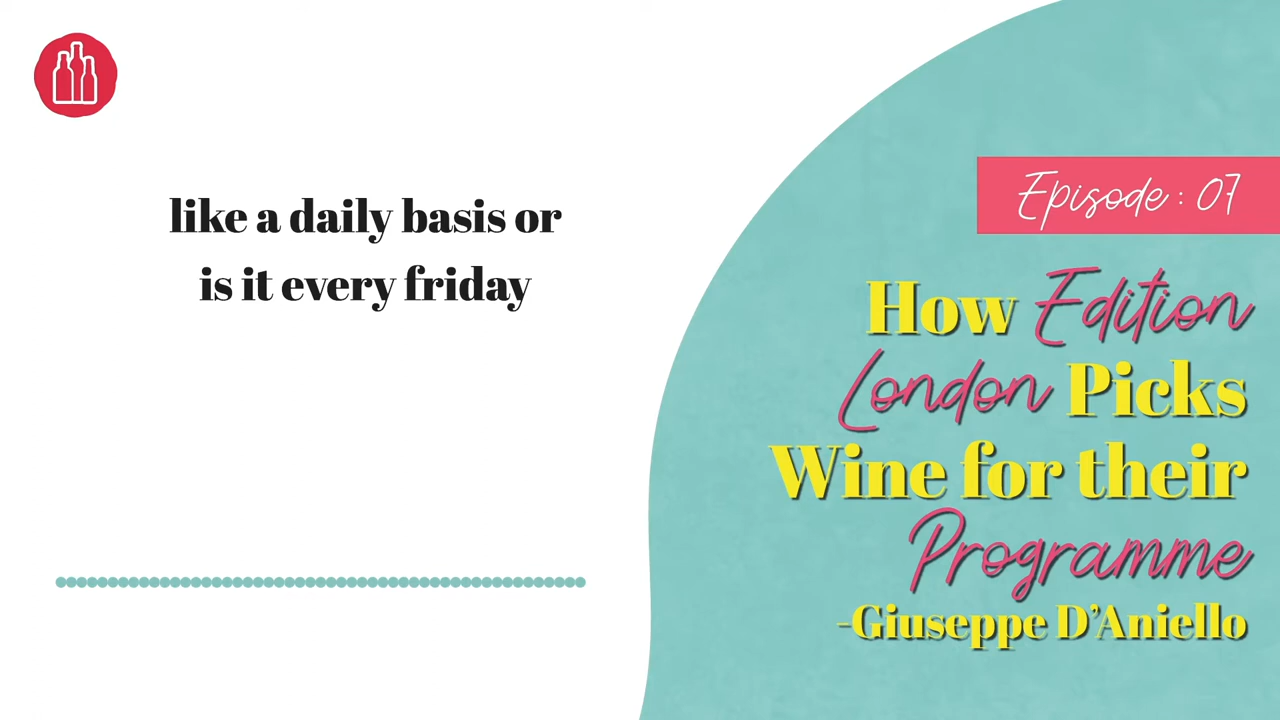 like a daily basis or
is it every friday
Episode : 07
How Edition
London Picks
Wine for their
Programme
-Giuseppe D'Aniello